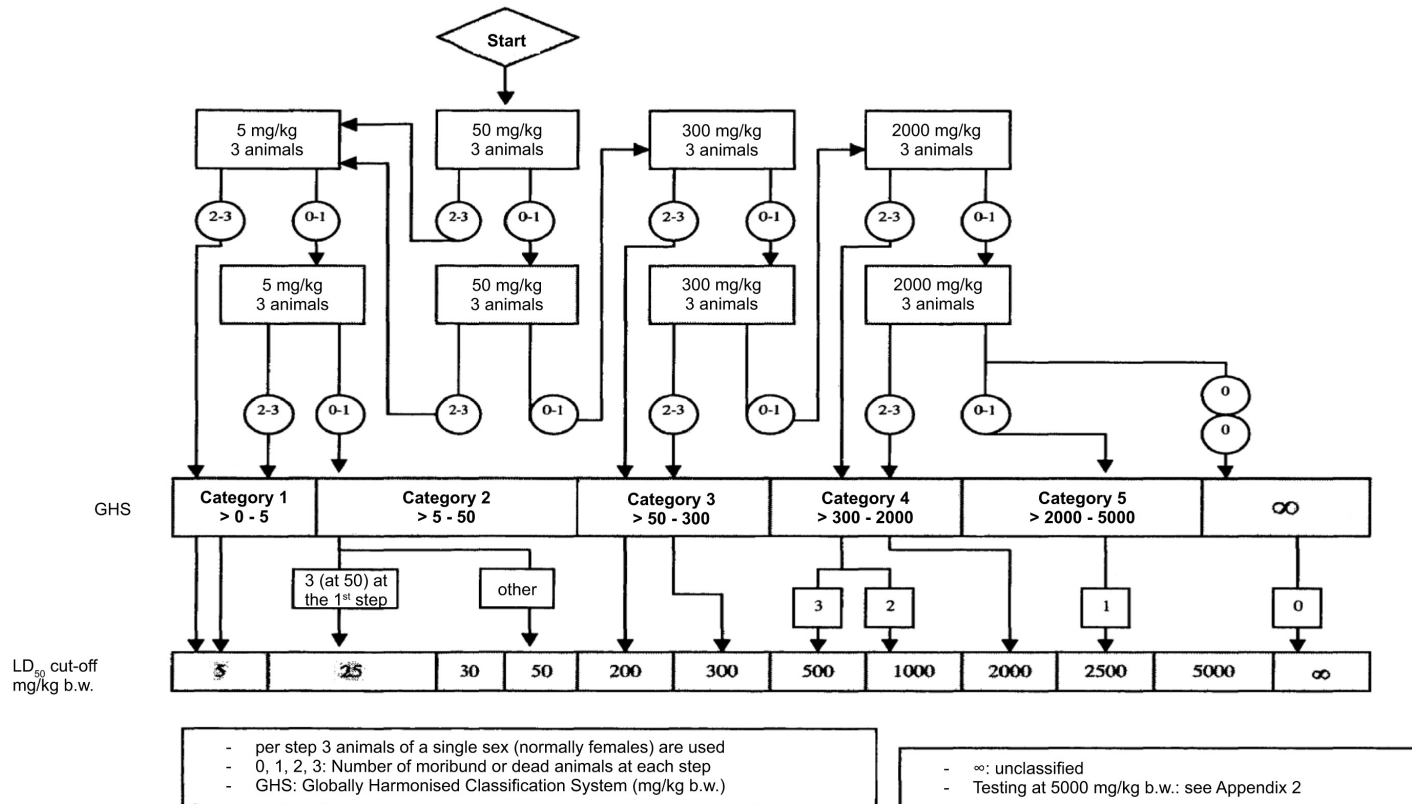 Start
5 mg/kg
3 animals
50 mg/kg
3 animals
300 mg/kg
3 animals
2000 mg/kg
3 animals
2-3
0-1
2-3
0-1
2-3
0-1
2-3
0-1
5 mg/kg
3 animals
50 mg/kg
3 animals
300 mg/kg
3 animals
2000 mg/kg
3 animals
2-3
0-1
2-3
0-1
2-3
0-1
2-3
0-1
0
0
GHS
Category 1
> 0 - 5
Category 2
> 5 - 50
Category 3
> 50 - 300
Category 4
> 300 - 2000
Category 5
> 2000 - 5000
∞
3 (at 50) at
the 1st step
other
3
2
1
0
LD50 cut-off
mg/kg b.w.
5
25
30
50
200
300
500
1000
2000
2500
5000
∞
- per step 3 animals of a single sex (normally females) are used
- 0, 1, 2, 3: Number of moribund or dead animals at each step
- GHS: Globally Harmonised Classification System (mg/kg b.w.)
- ∞: unclassified
- Testing at 5000 mg/kg b.w.: see Appendix 2